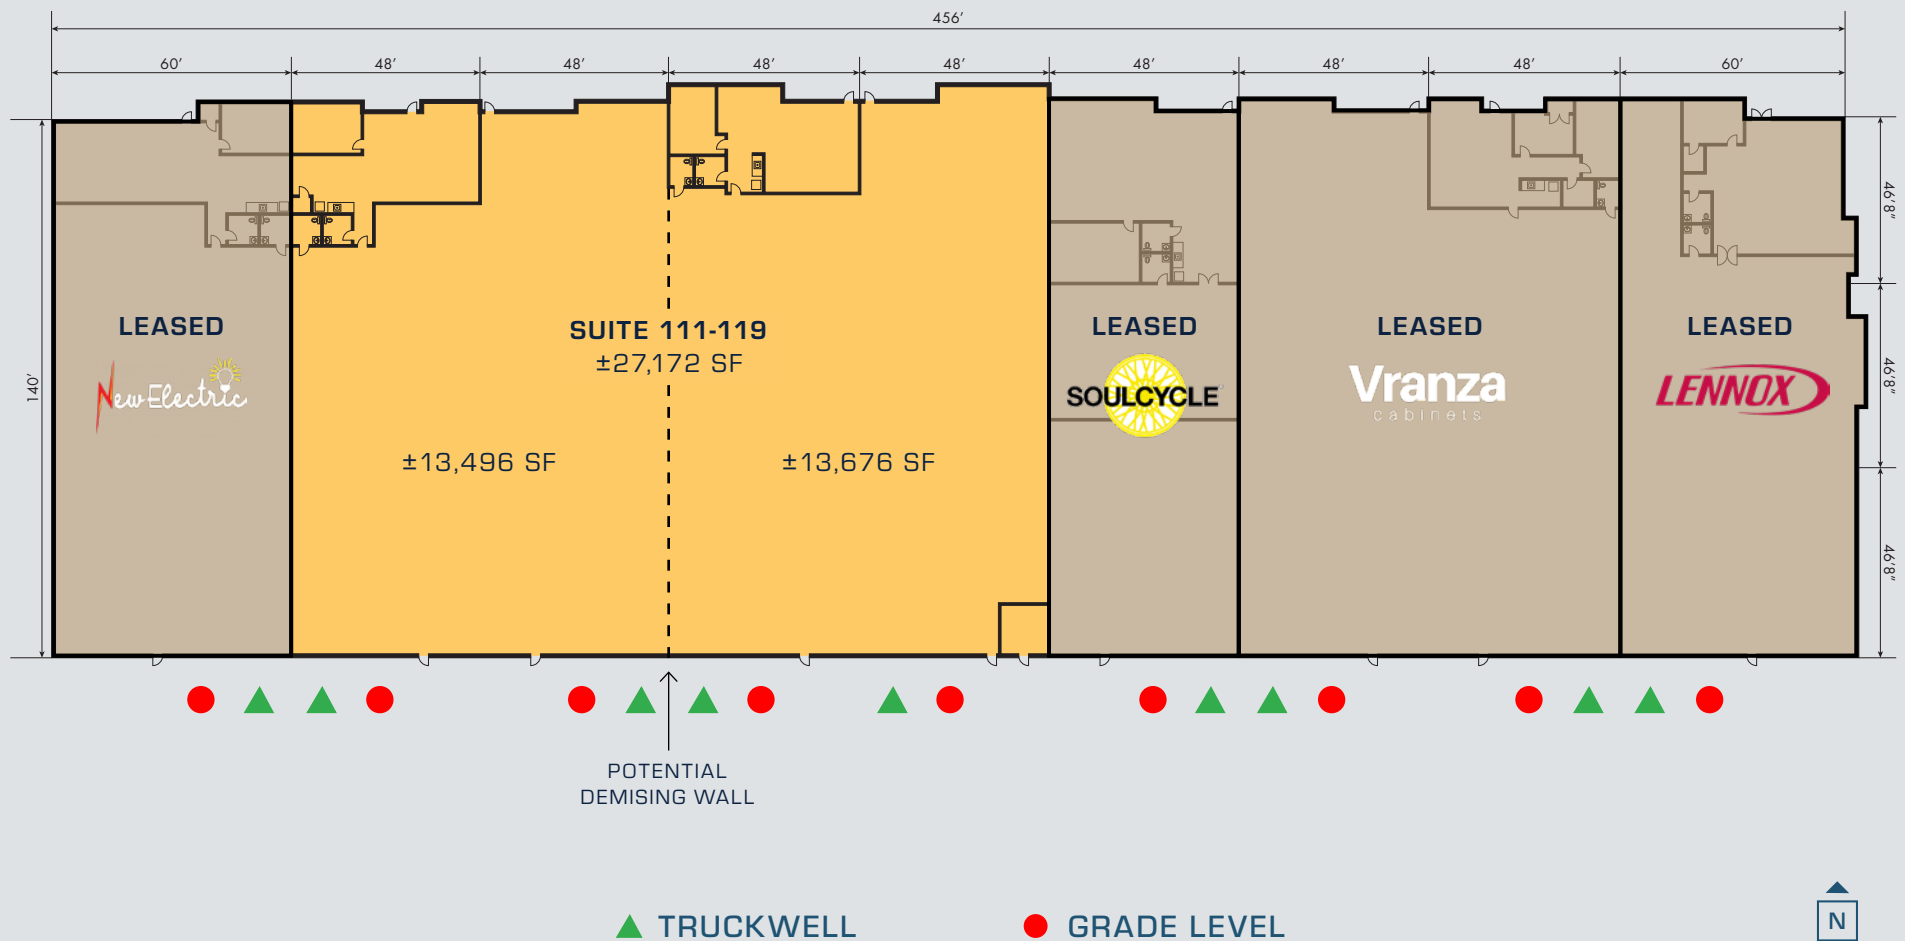 456'
60'
48'
48'
48'
48'
48'
48'
48'
60'
140'
46'8"
46'8"
46'8"
LEASED
New Electric
SUITE 111-119
±27,172 SF
±13,496 SF
±13,676 SF
LEASED
SOULCYCLE
LEASED
Vranza
cabinets
LEASED
LENNOX
POTENTIAL
DEMISING WALL
TRUCKWELL
GRADE LEVEL
N